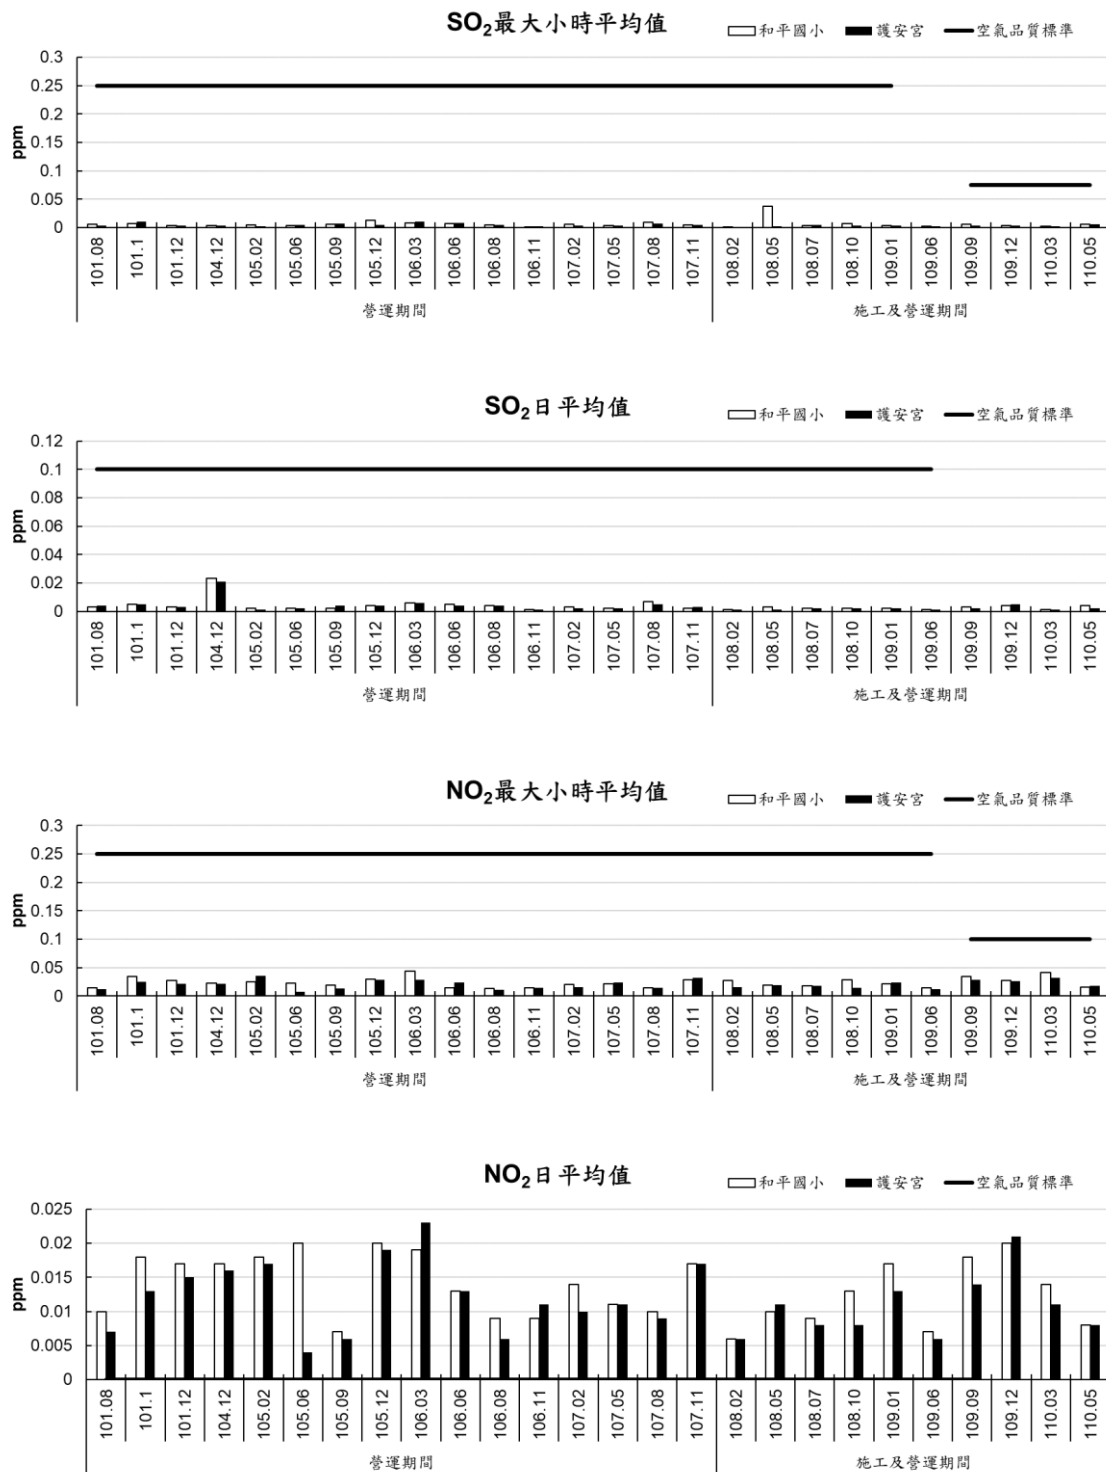 SO₂最大小時平均值
和平國小 護安宮 空氣品質標準
0.3
0.25
0.2
0.15
0.1
0.05
0
ppm
101.08 101.1 101.12 104.12 105.02 105.06 105.09 105.12 106.03 106.06 106.08 106.11 107.02 107.05 107.08 107.11 108.02 108.05 108.07 108.10 109.01 109.06 109.09 109.12 110.03 110.05
營運期間 施工及營運期間
SO₂日平均值
和平國小 護安宮 空氣品質標準
0.12
0.1
0.08
0.06
0.04
0.02
0
ppm
101.08 101.1 101.12 104.12 105.02 105.06 105.09 105.12 106.03 106.06 106.08 106.11 107.02 107.05 107.08 107.11 108.02 108.05 108.07 108.10 109.01 109.06 109.09 109.12 110.03 110.05
營運期間 施工及營運期間
NO₂最大小時平均值
和平國小 護安宮 空氣品質標準
0.3
0.25
0.2
0.15
0.1
0.05
0
ppm
101.08 101.1 101.12 104.12 105.02 105.06 105.09 105.12 106.03 106.06 106.08 106.11 107.02 107.05 107.08 107.11 108.02 108.05 108.07 108.10 109.01 109.06 109.09 109.12 110.03 110.05
營運期間 施工及營運期間
NO₂日平均值
和平國小 護安宮 空氣品質標準
0.025
0.02
0.015
0.01
0.005
0
ppm
101.08 101.1 101.12 104.12 105.02 105.06 105.09 105.12 106.03 106.06 106.08 106.11 107.02 107.05 107.08 107.11 108.02 108.05 108.07 108.10 109.01 109.06 109.09 109.12 110.03 110.05
營運期間 施工及營運期間